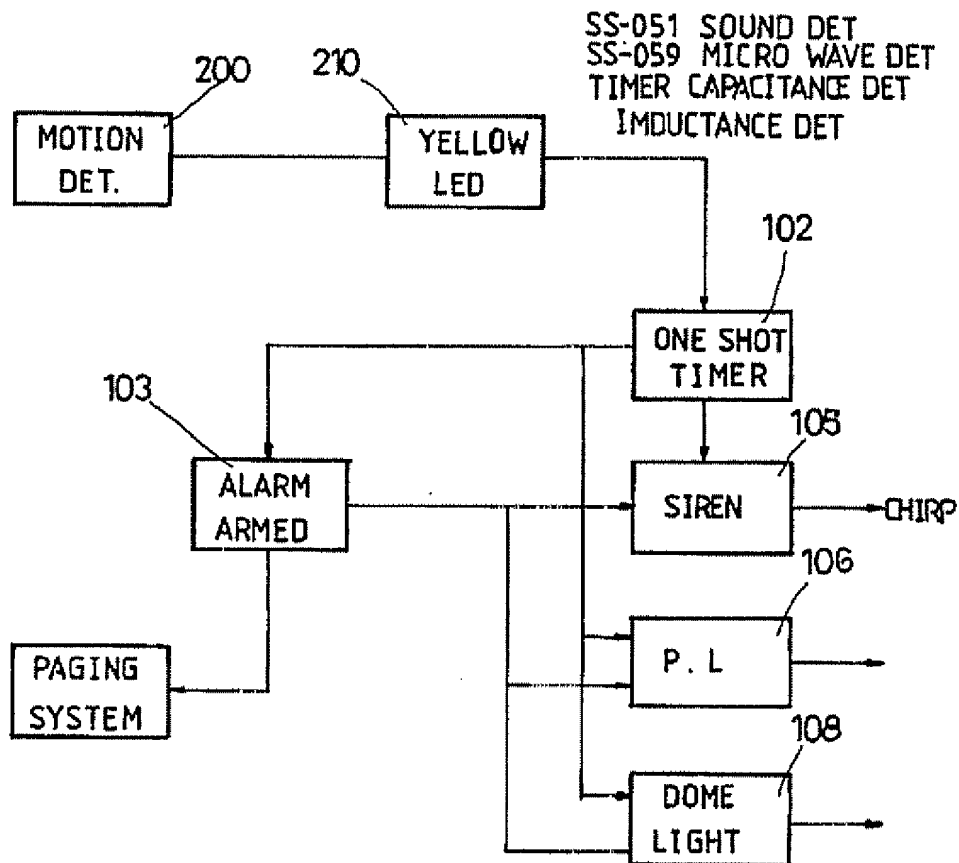 SS-051 SOUND DET
SS-059 MICRO WAVE DET
TIMER CAPACITANCE DET
IMDUCTANCE DET
200
210
MOTION
DET.
YELLOW
LED
102
ONE SHOT
TIMER
103
ALARM
ARMED
105
SIREN
CHIRP
106
P.L
PAGING
SYSTEM
108
DOME
LIGHT